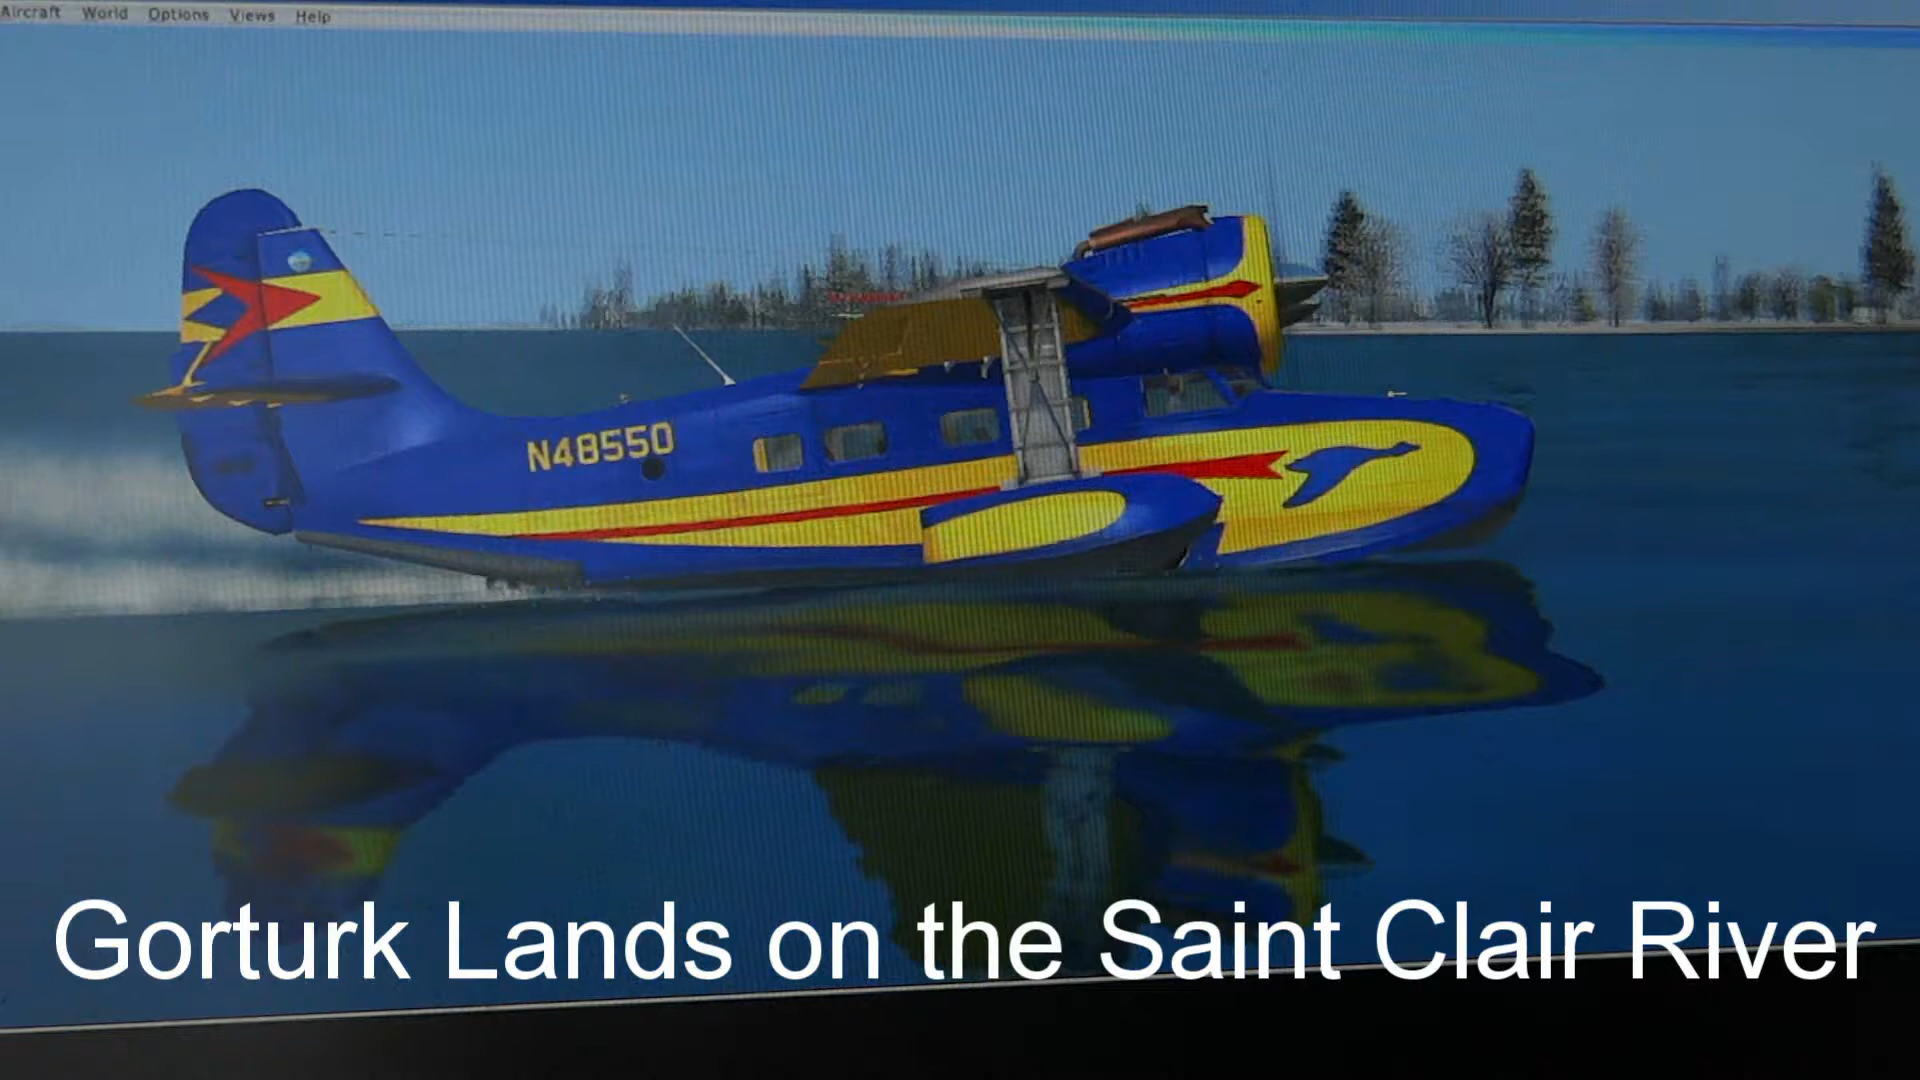 Aircraft World Options Views Help
N48550
Gorturk Lands on the Saint Clair River